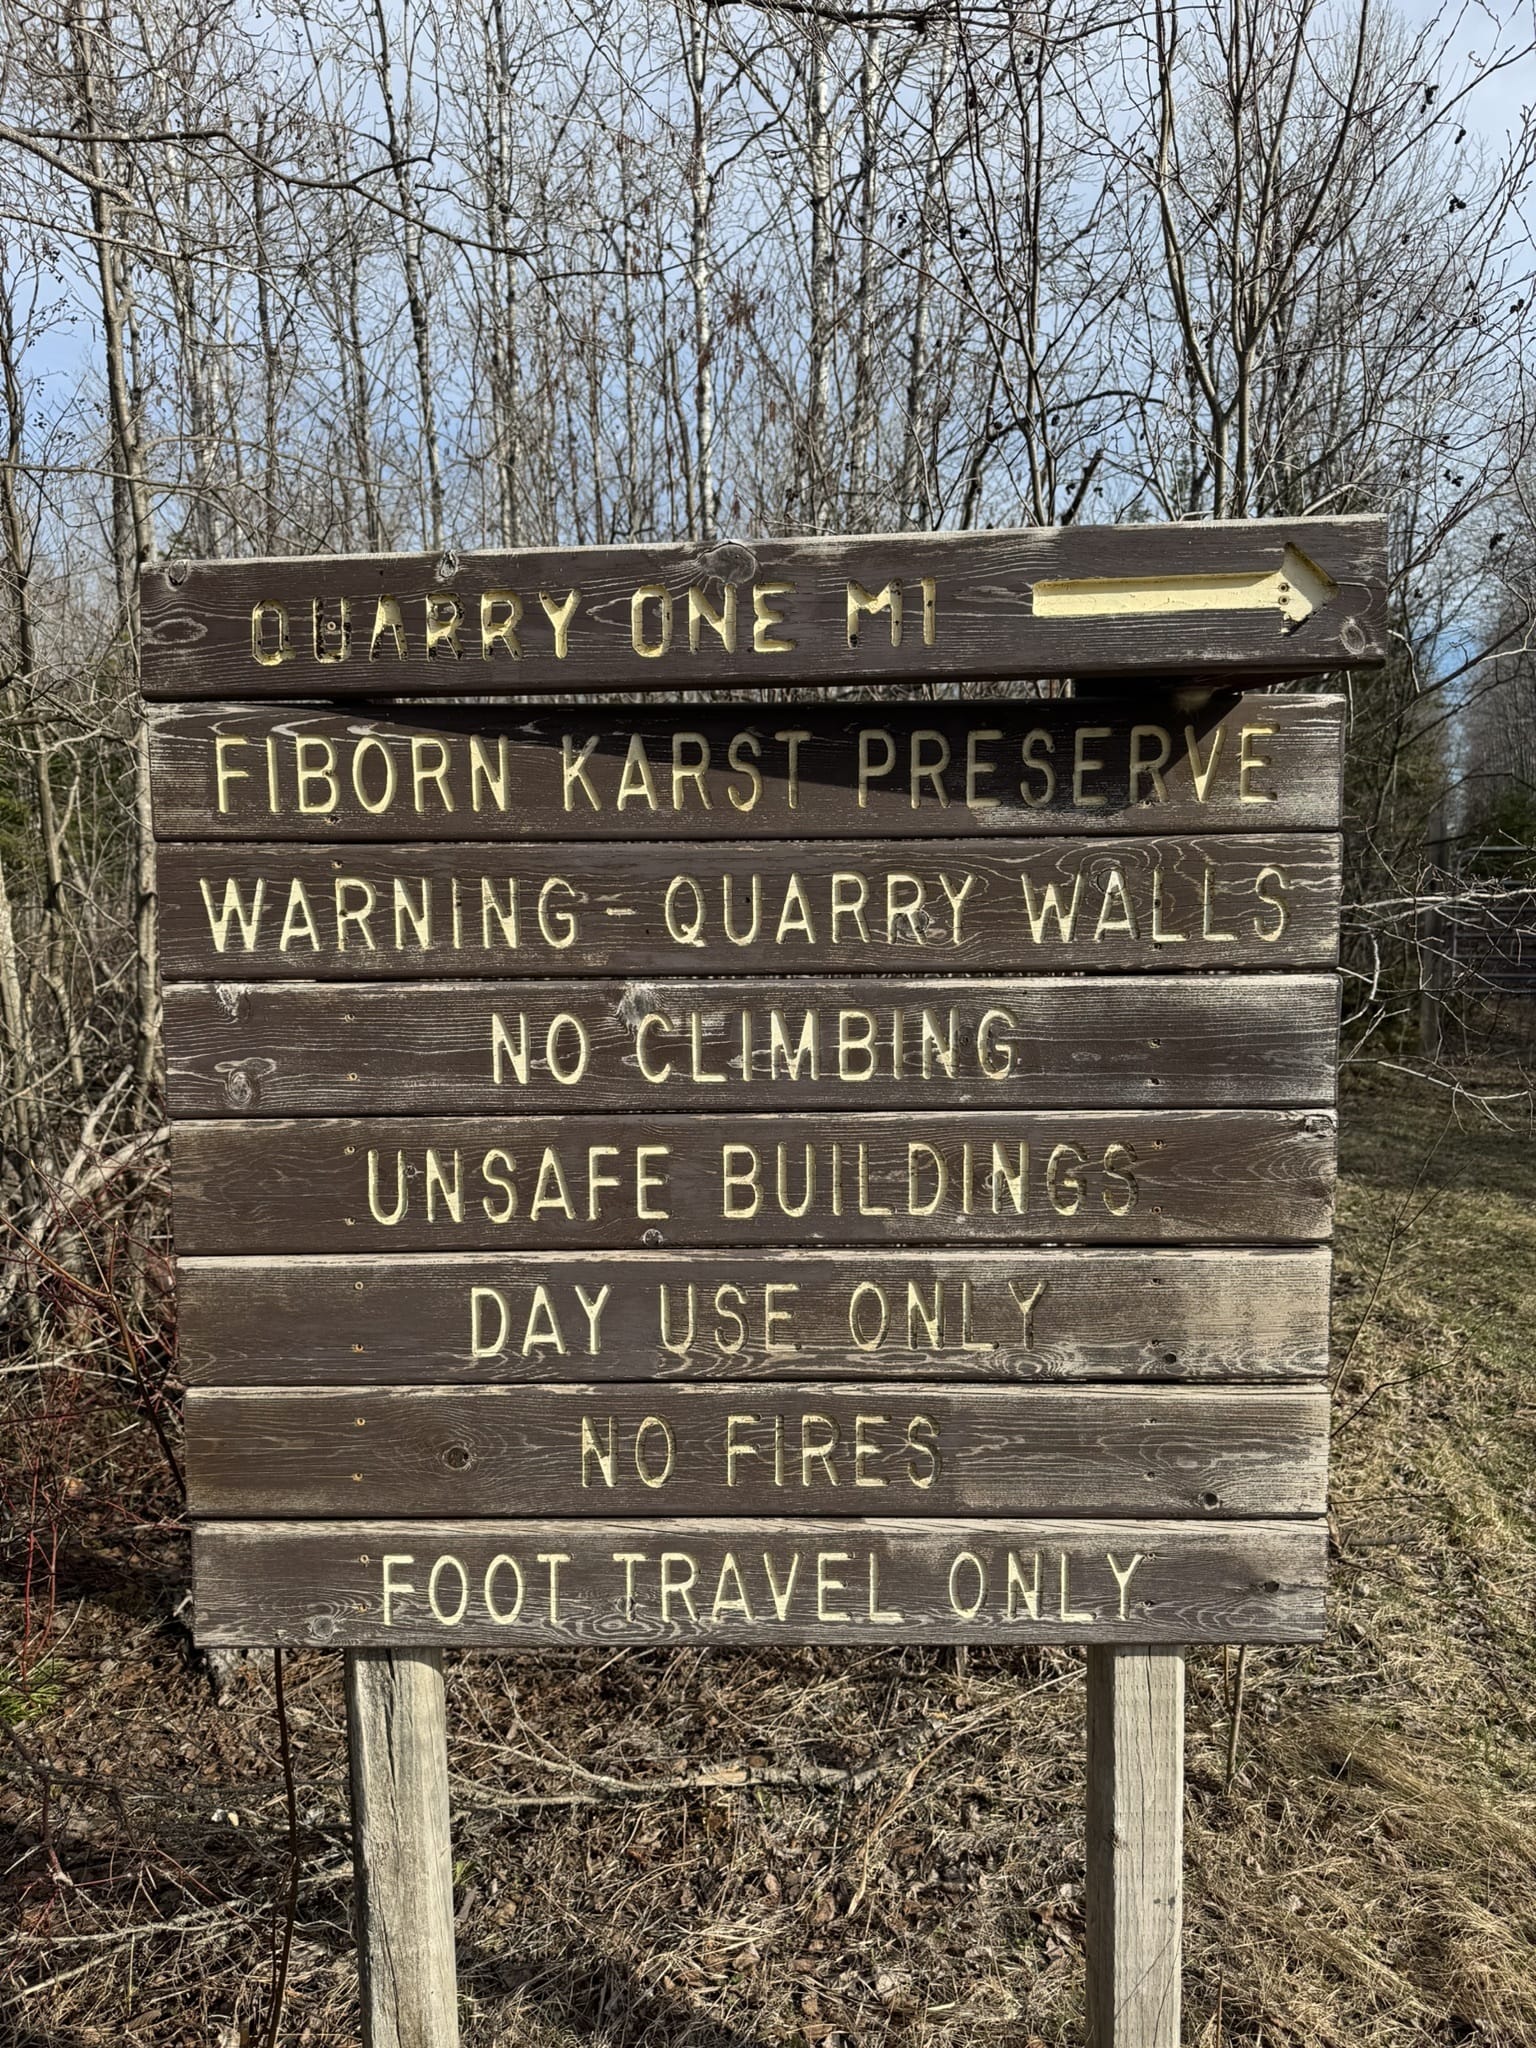 QUARRY ONE MI
FIBORN KARST PRESERVE
WARNING-QUARRY WALLS
NO CLIMBING
UNSAFE BUILDINGS
DAY USE ONLY
NO FIRES
FOOT TRAVEL ONLY